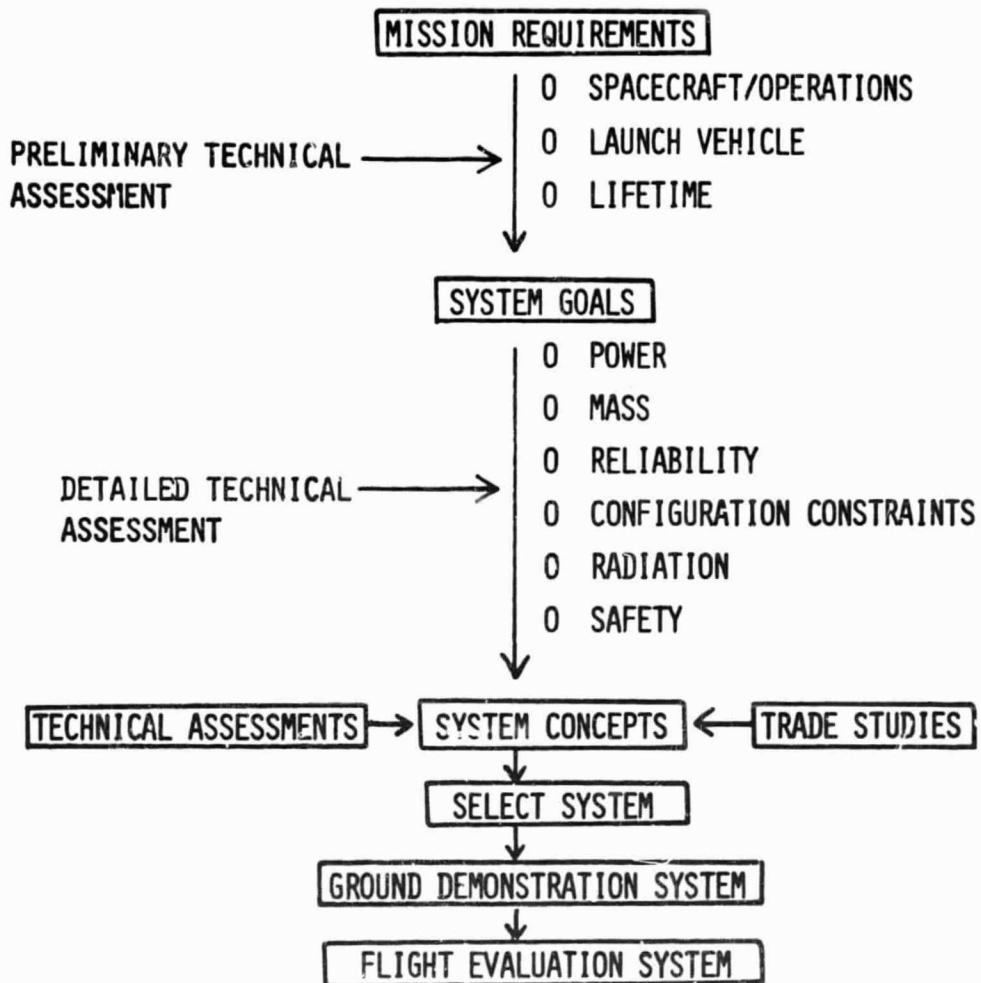 MISSION REQUIREMENTS
O SPACECRAFT/OPERATIONS
PRELIMINARY TECHNICAL
ASSESSMENT
O LAUNCH VEHICLE
O LIFETIME
SYSTEM GOALS
O POWER
O MASS
O RELIABILITY
DETAILED TECHNICAL
ASSESSMENT
O CONFIGURATION CONSTRAINTS
O RADIATION
O SAFETY
TECHNICAL ASSESSMENTS
SYSTEM CONCEPTS
TRADE STUDIES
SELECT SYSTEM
GROUND DEMONSTRATION SYSTEM
FLIGHT EVALUATION SYSTEM